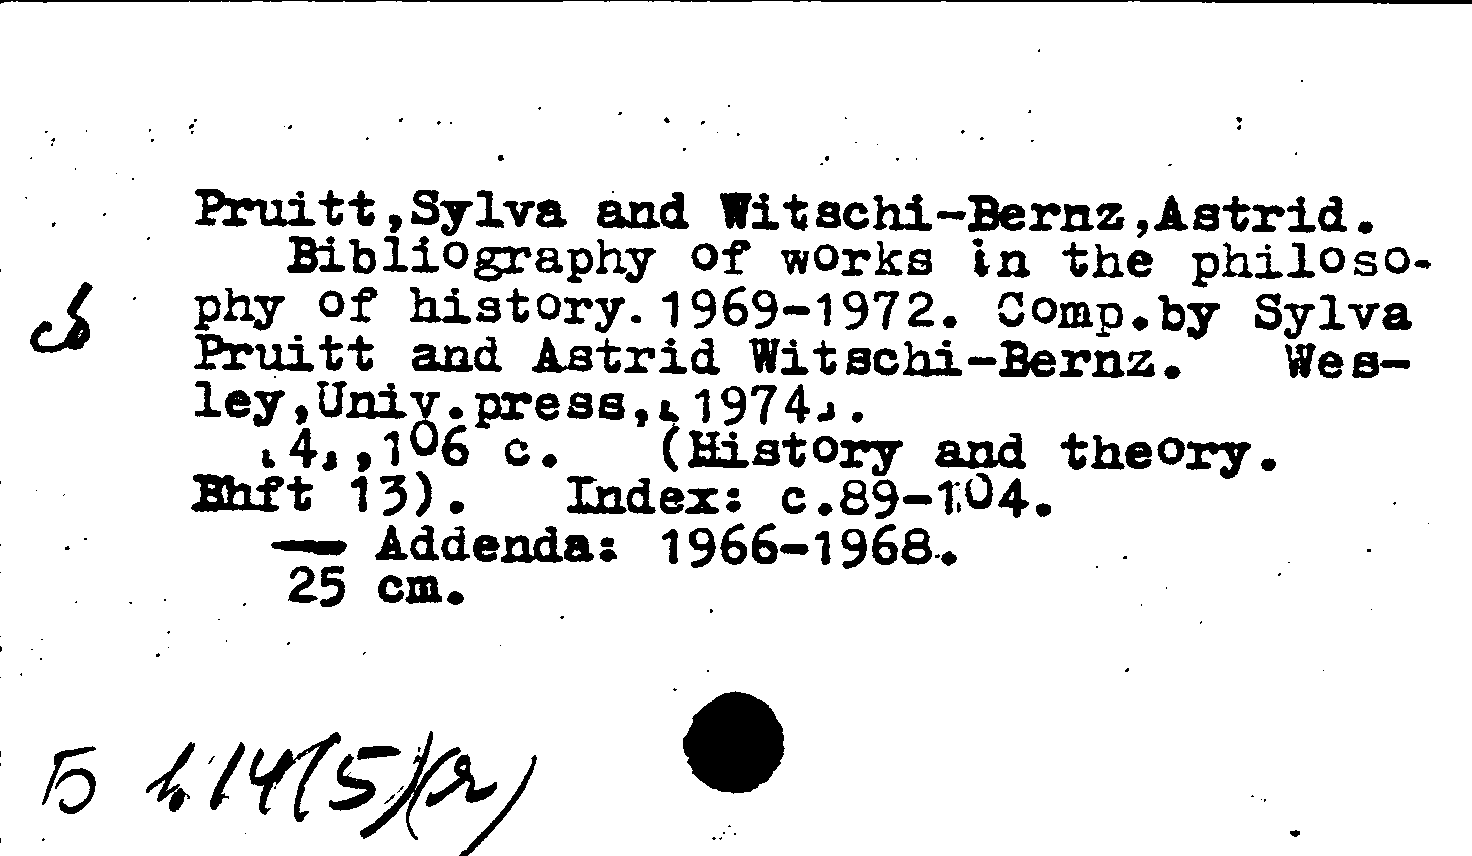 Pruitt,Sylva and Witschi-Bernz,Astrid.
Bibliography of works in the philoso-
phy of history. 1969-1972. Comp.by Sylva
Pruitt and Astrid Witschi-Bernz. Wes-
ley,Univ.press,[1974].
[4],106 c. (History and theory.
Bhft 13). Index: c.89-104.
— Addenda: 1966-1968.
25 cm.
Б 14(5)